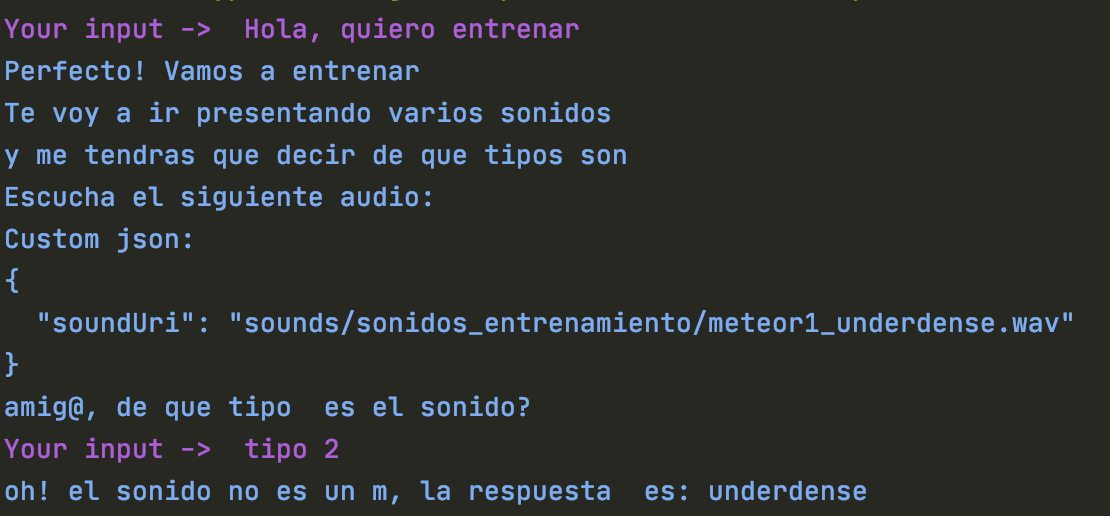 Your input ->  Hola, quiero entrenar
Perfecto! Vamos a entrenar
Te voy a ir presentando varios sonidos
y me tendras que decir de que tipos son
Escucha el siguiente audio:
Custom json:
{
  "soundUri": "sounds/sonidos_entrenamiento/meteor1_underdense.wav"
}
amig@, de que tipo  es el sonido?
Your input ->  tipo 2
oh! el sonido no es un m, la respuesta  es: underdense